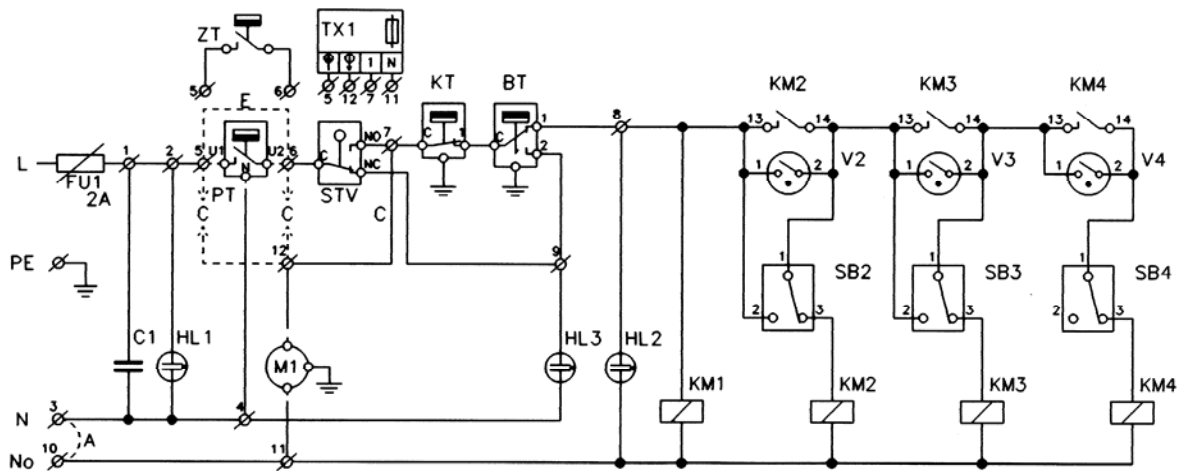 ZT
TX1
1 N
5 12 7 11
5 6
KT BT
KM2 KM3 KM4
E
NO 7
C 1
C 1
2
8
13 14 13 14 13 14
L
FU1
2A
1 2 5 U1 U2 6
N
PT
C NC
STV
1 2 V2 1 2 V3 1 2 V4
C C C
12
9
PE
1 SB2 1 SB3 1 SB4
2 3 2 3 2 3
C1 HL1 M1 HL3 HL2
KM1 KM2 KM3 KM4
N 3 4
A
No 10 11